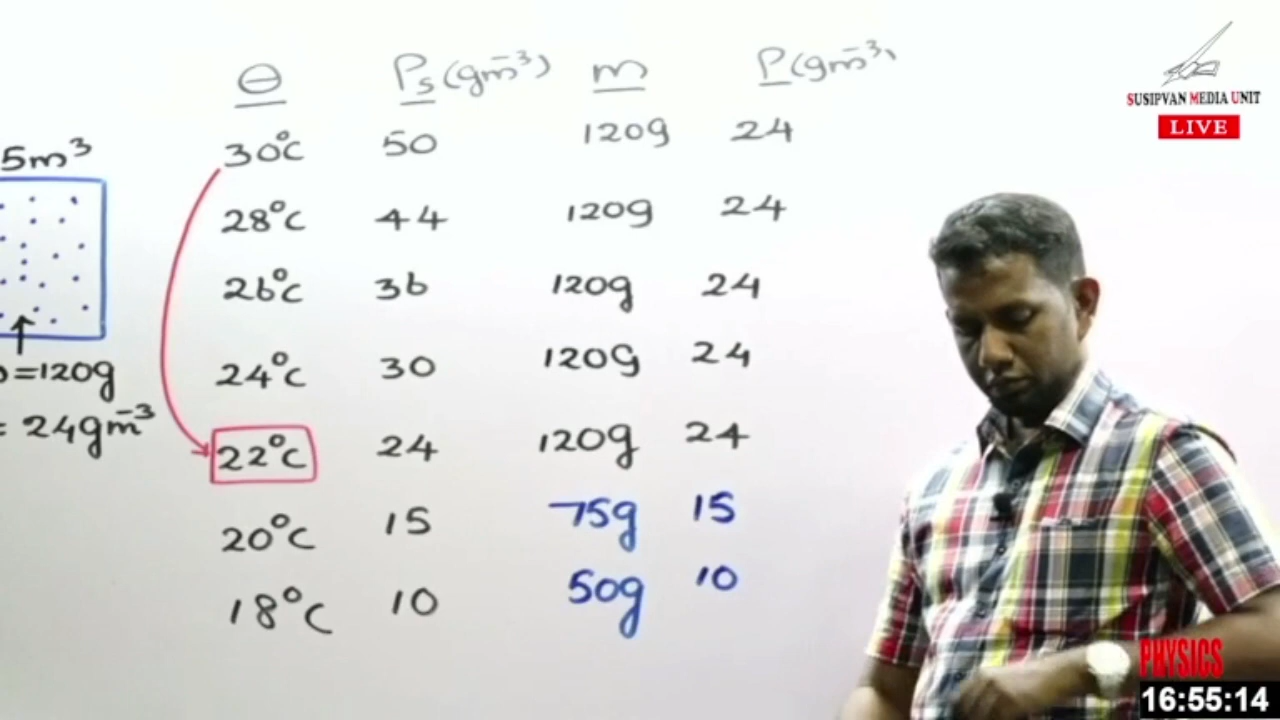 θ Ps(gm⁻³) m P(gm⁻³)
30°C 50 120g 24
5m³
28°C 44 120g 24
26°C 36 120g 24
24°C 30 120g 24
=120g
= 24gm⁻³
22°C 24 120g 24
20°C 15 75g 15
18°C 10 50g 10
SUSIPVAN MEDIA UNIT
LIVE
PHYSICS
16:55:14